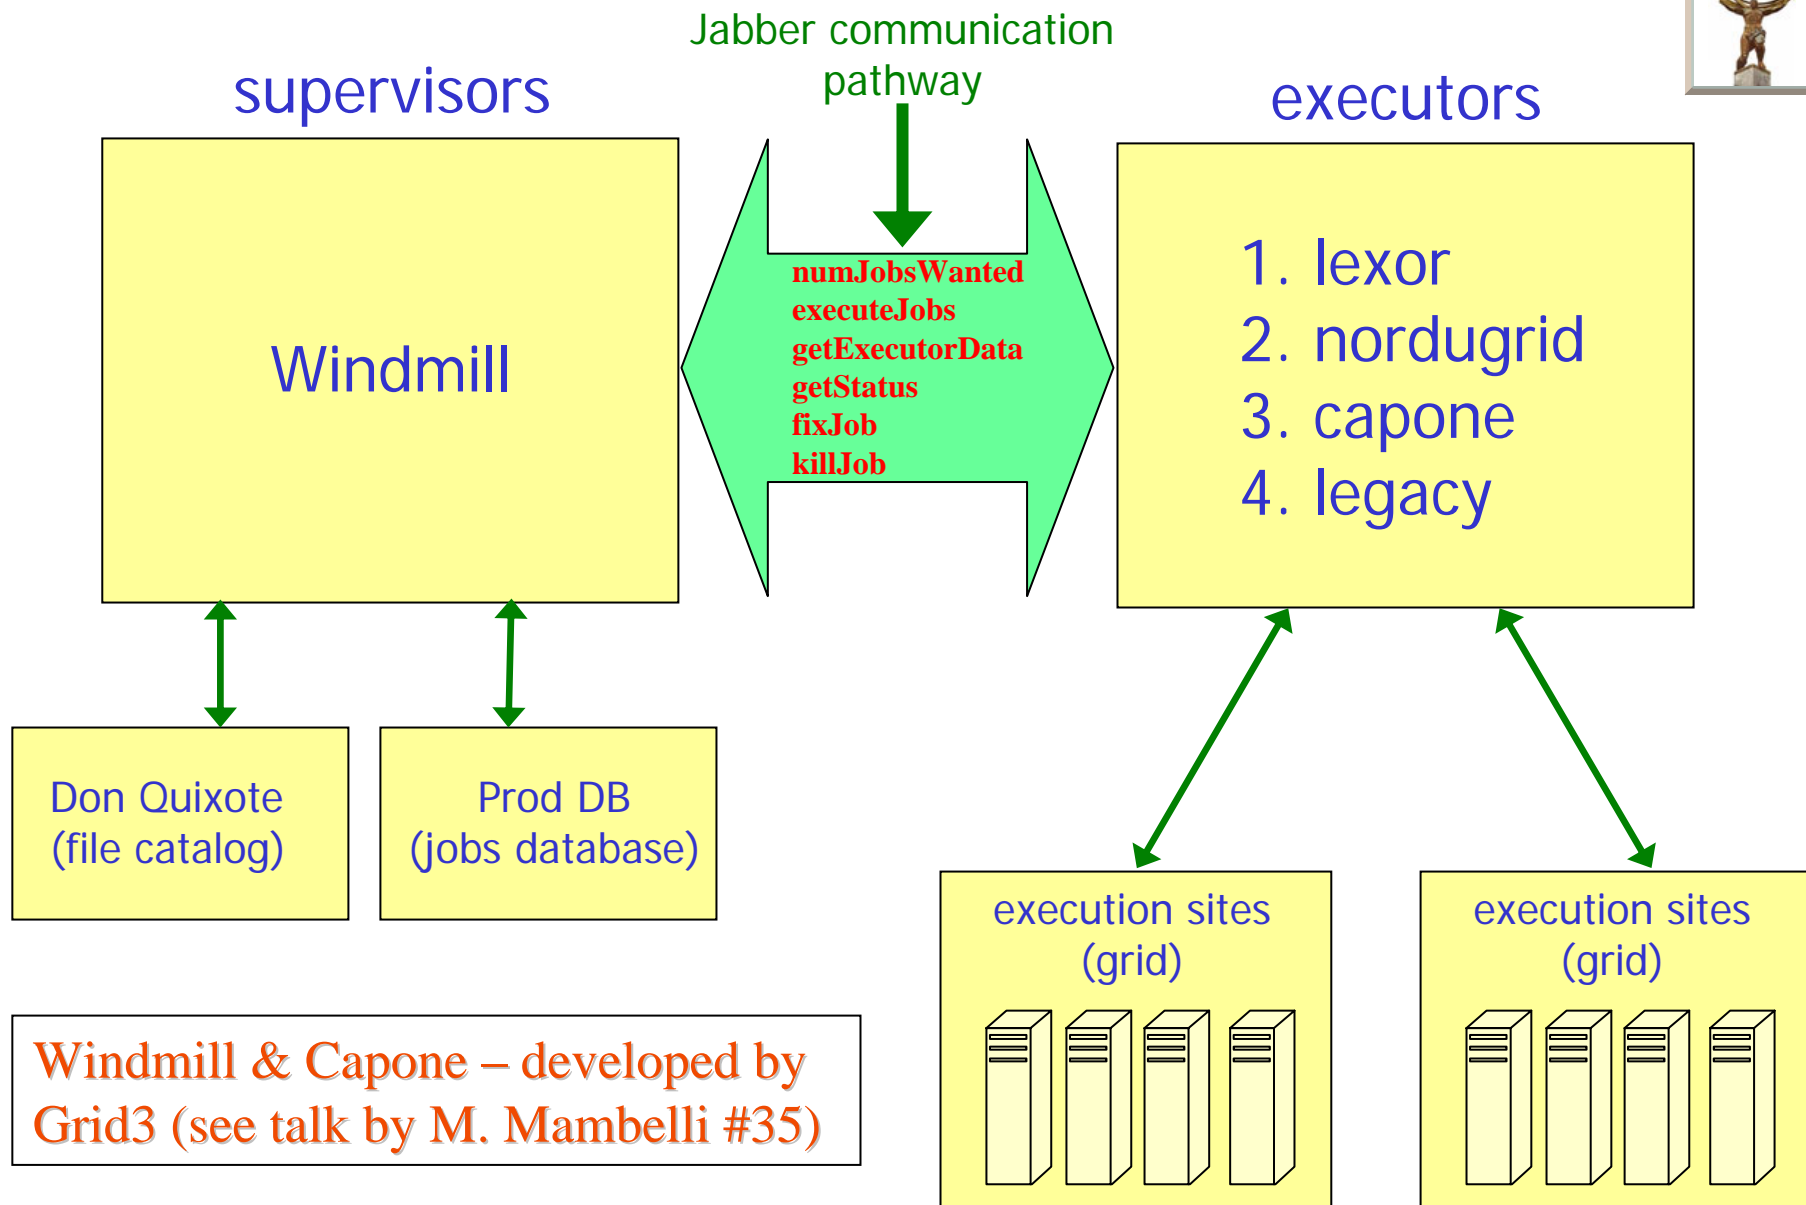 Jabber communication
pathway
supervisors
executors
Windmill
numJobsWanted
executeJobs
getExecutorData
getStatus
fixJob
killJob
1. lexor
2. nordugrid
3. capone
4. legacy
Don Quixote
(file catalog)
Prod DB
(jobs database)
execution sites
(grid)
execution sites
(grid)
Windmill & Capone – developed by
Grid3 (see talk by M. Mambelli #35)